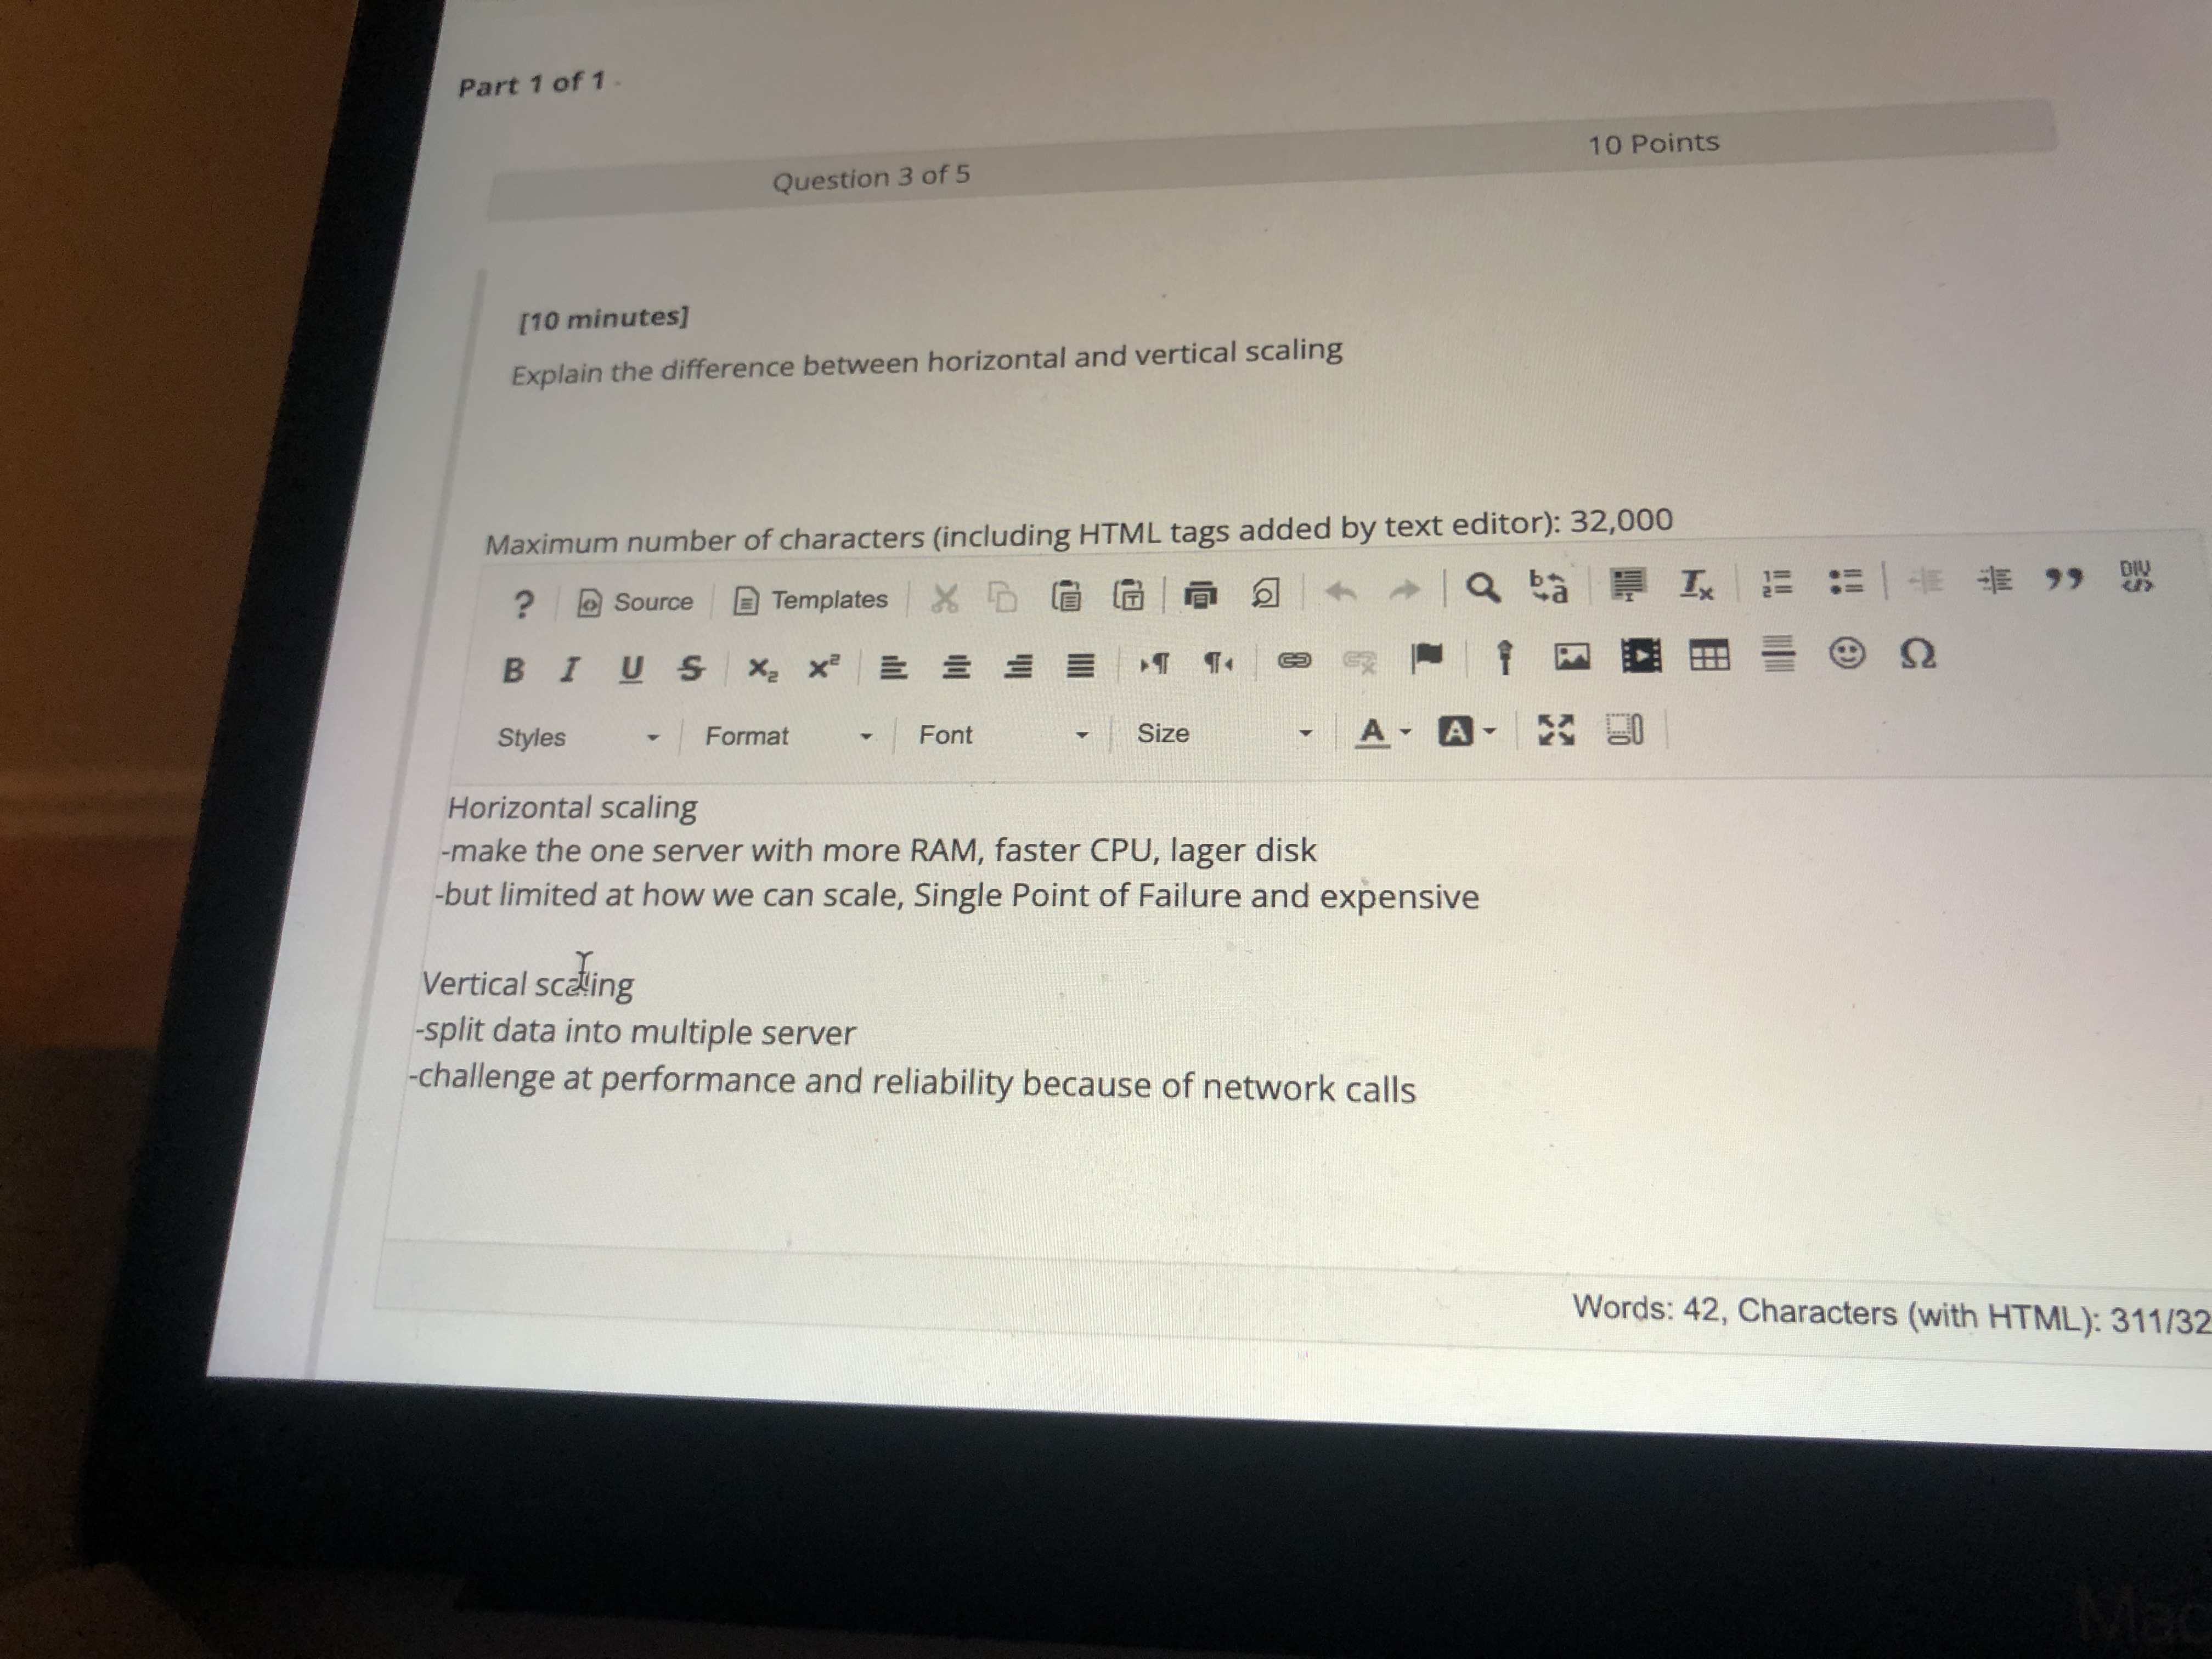 Part 1 of 1
Question 3 of 5 10 Points
[10 minutes]
Explain the difference between horizontal and vertical scaling
Maximum number of characters (including HTML tags added by text editor): 32,000
? Source Templates
B I U S x₂ x² Ω
Styles Format Font Size A A
Horizontal scaling
-make the one server with more RAM, faster CPU, lager disk
-but limited at how we can scale, Single Point of Failure and expensive
Vertical scaling
-split data into multiple server
-challenge at performance and reliability because of network calls
Words: 42, Characters (with HTML): 311/32
Mac